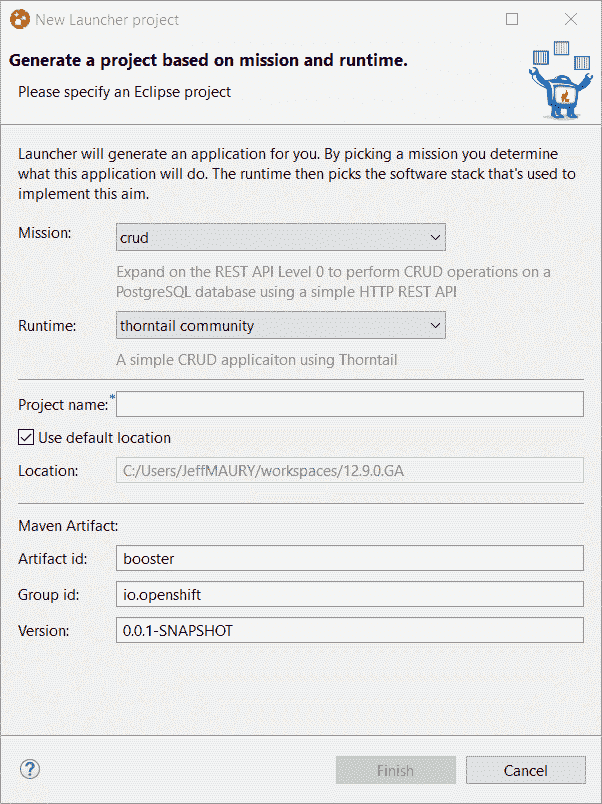 New Launcher project
Generate a project based on mission and runtime.
Please specify an Eclipse project
Launcher will generate an application for you. By picking a mission you determine
what this application will do. The runtime then picks the software stack that's used to
implement this aim.
Mission:
crud
Expand on the REST API Level 0 to perform CRUD operations on a
PostgreSQL database using a simple HTTP REST API
Runtime:
thorntail community
A simple CRUD applicaiton using Thorntail
Project name:*
Use default location
Location:
C:/Users/JeffMAURY/workspaces/12.9.0.GA
Maven Artifact:
Artifact id:
booster
Group id:
io.openshift
Version:
0.0.1-SNAPSHOT
?
Finish
Cancel